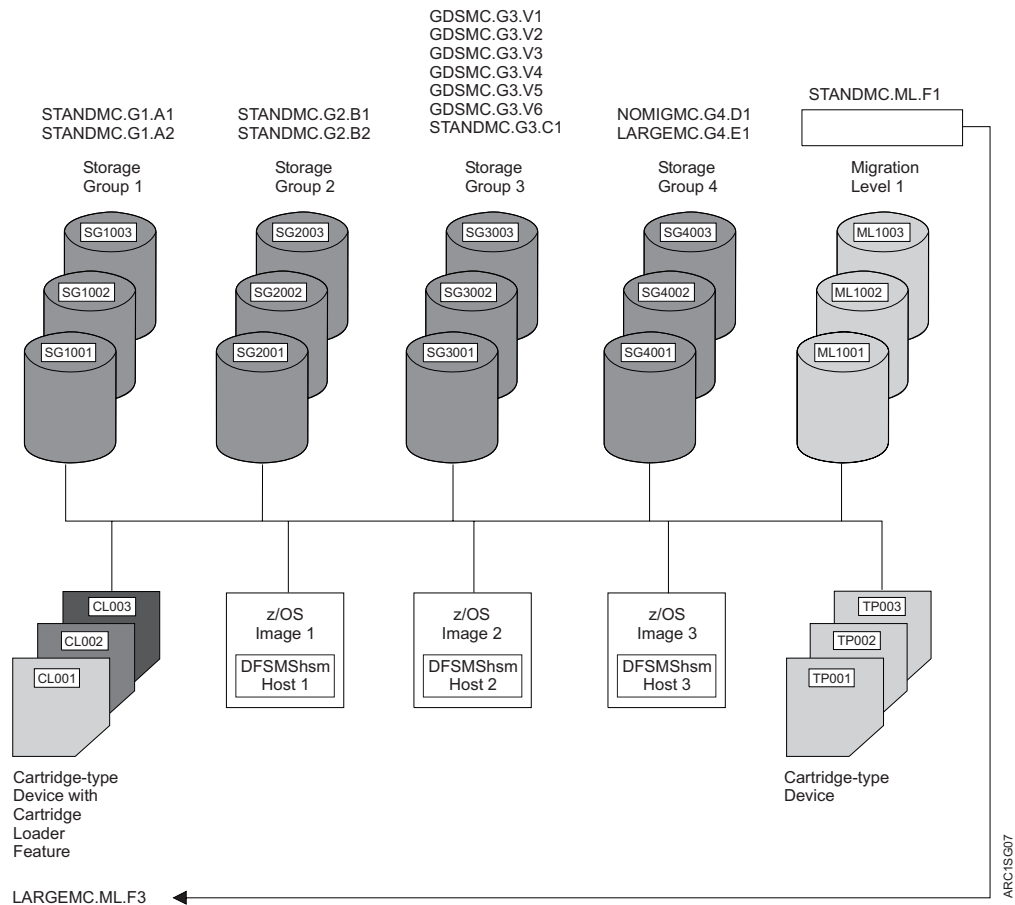 GDSMC.G3.V1
GDSMC.G3.V2
GDSMC.G3.V3
GDSMC.G3.V4
GDSMC.G3.V5
GDSMC.G3.V6
STANDMC.G3.C1
STANDMC.G1.A1
STANDMC.G1.A2
STANDMC.G2.B1
STANDMC.G2.B2
NOMIGMC.G4.D1
LARGEMC.G4.E1
STANDMC.ML.F1
Storage
Group 1
Storage
Group 2
Storage
Group 3
Storage
Group 4
Migration
Level 1
SG1003
SG1002
SG1001
SG2003
SG2002
SG2001
SG3003
SG3002
SG3001
SG4003
SG4002
SG4001
ML1003
ML1002
ML1001
CL003
CL002
CL001
z/OS
Image 1
DFSMShsm
Host 1
z/OS
Image 2
DFSMShsm
Host 2
z/OS
Image 3
DFSMShsm
Host 3
TP003
TP002
TP001
Cartridge-type
Device with
Cartridge
Loader
Feature
Cartridge-type
Device
LARGEMC.ML.F3
ARC1SG07